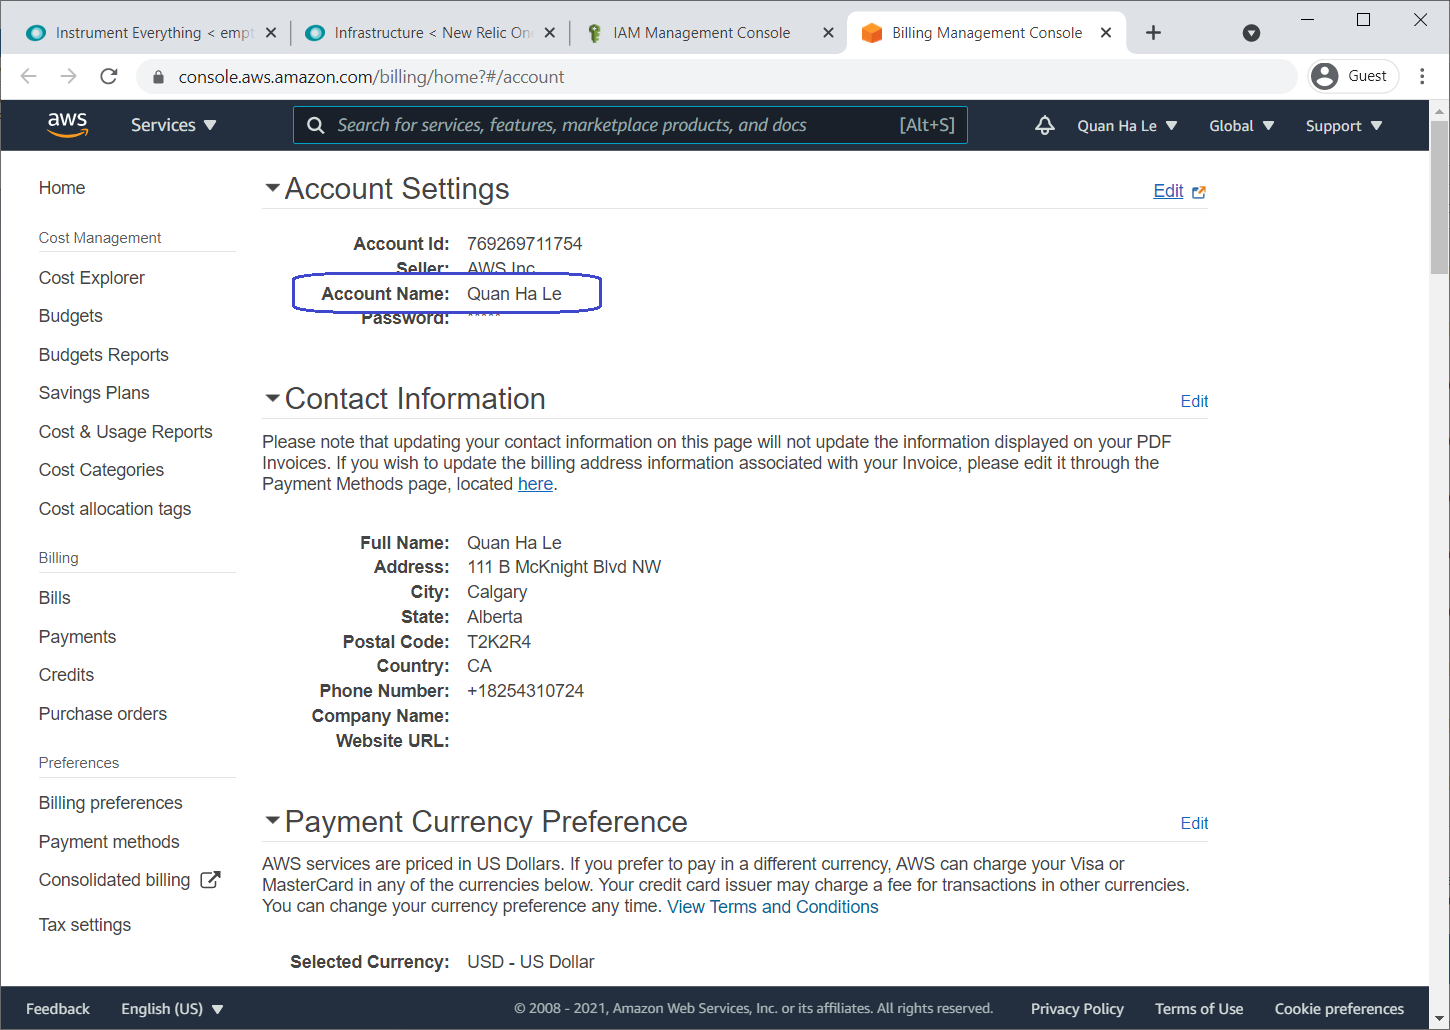 Instrument Everything < empt
Infrastructure < New Relic On
IAM Management Console
Billing Management Console
console.aws.amazon.com/billing/home?#/account
Guest
aws
Services
Search for services, features, marketplace products, and docs
[Alt+S]
Quan Ha Le
Global
Support
Home
Cost Management
Cost Explorer
Budgets
Budgets Reports
Savings Plans
Cost & Usage Reports
Cost Categories
Cost allocation tags
Billing
Bills
Payments
Credits
Purchase orders
Preferences
Billing preferences
Payment methods
Consolidated billing
Tax settings
Account Settings
Edit
Account Id: 769269711754
Seller: AWS Inc
Account Name: Quan Ha Le
Password: *****
Contact Information
Edit
Please note that updating your contact information on this page will not update the information displayed on your PDF
Invoices. If you wish to update the billing address information associated with your Invoice, please edit it through the
Payment Methods page, located here.
Full Name: Quan Ha Le
Address: 111 B McKnight Blvd NW
City: Calgary
State: Alberta
Postal Code: T2K2R4
Country: CA
Phone Number: +18254310724
Company Name:
Website URL:
Payment Currency Preference
Edit
AWS services are priced in US Dollars. If you prefer to pay in a different currency, AWS can charge your Visa or
MasterCard in any of the currencies below. Your credit card issuer may charge a fee for transactions in other currencies.
You can change your currency preference any time. View Terms and Conditions
Selected Currency: USD - US Dollar
Feedback
English (US)
© 2008 - 2021, Amazon Web Services, Inc. or its affiliates. All rights reserved.
Privacy Policy
Terms of Use
Cookie preferences